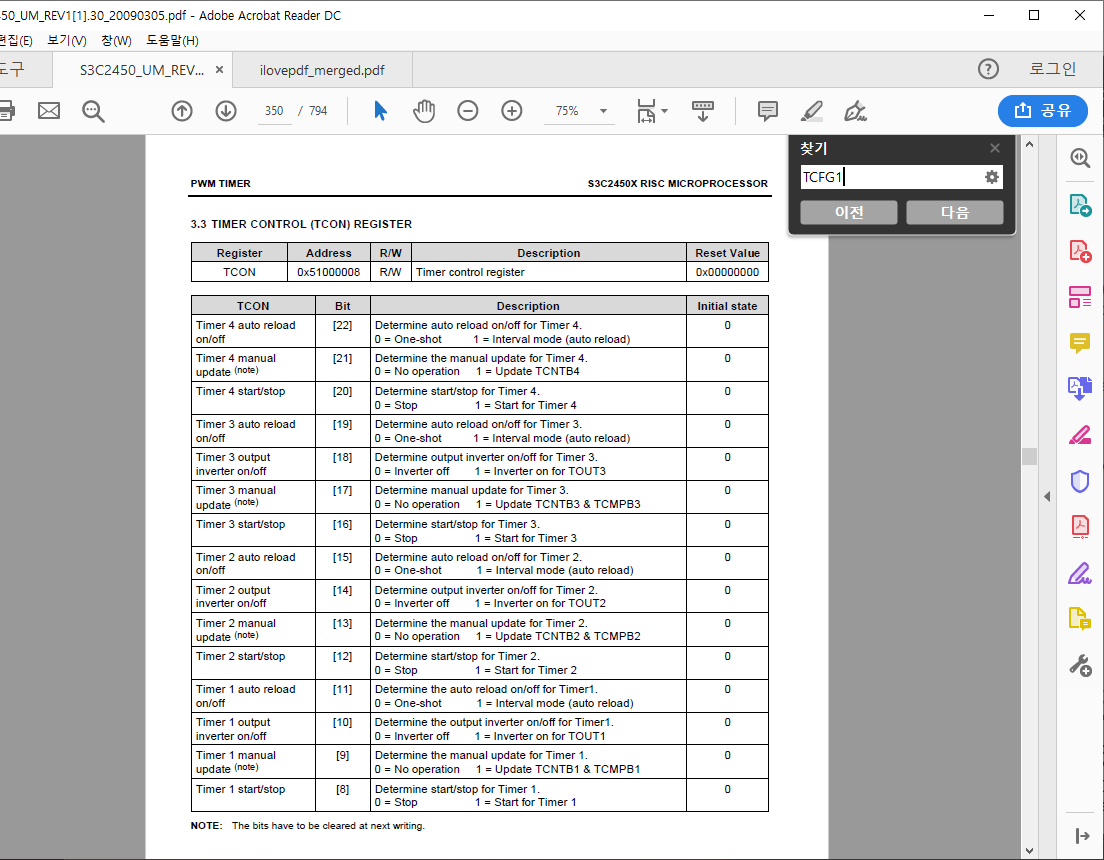 50_UM_REV1[1].30_20090305.pdf - Adobe Acrobat Reader DC
편집(E) 보기(V) 창(W) 도움말(H)
도구 S3C2450_UM_REV... × ilovepdf_merged.pdf 로그인
350 / 794 75% 공유
찾기
TCFG1
이전 다음
PWM TIMER S3C2450X RISC MICROPROCESSOR
3.3 TIMER CONTROL (TCON) REGISTER
Register Address R/W Description Reset Value
TCON 0x51000008 R/W Timer control register 0x00000000
TCON Bit Description Initial state
Timer 4 auto reload [22] Determine auto reload on/off for Timer 4. 0
on/off 0 = One-shot 1 = Interval mode (auto reload)
Timer 4 manual [21] Determine the manual update for Timer 4. 0
update (note) 0 = No operation 1 = Update TCNTB4
Timer 4 start/stop [20] Determine start/stop for Timer 4. 0
0 = Stop 1 = Start for Timer 4
Timer 3 auto reload [19] Determine auto reload on/off for Timer 3. 0
on/off 0 = One-shot 1 = Interval mode (auto reload)
Timer 3 output [18] Determine output inverter on/off for Timer 3. 0
inverter on/off 0 = Inverter off 1 = Inverter on for TOUT3
Timer 3 manual [17] Determine manual update for Timer 3. 0
update (note) 0 = No operation 1 = Update TCNTB3 & TCMPB3
Timer 3 start/stop [16] Determine start/stop for Timer 3. 0
0 = Stop 1 = Start for Timer 3
Timer 2 auto reload [15] Determine auto reload on/off for Timer 2. 0
on/off 0 = One-shot 1 = Interval mode (auto reload)
Timer 2 output [14] Determine output inverter on/off for Timer 2. 0
inverter on/off 0 = Inverter off 1 = Inverter on for TOUT2
Timer 2 manual [13] Determine the manual update for Timer 2. 0
update (note) 0 = No operation 1 = Update TCNTB2 & TCMPB2
Timer 2 start/stop [12] Determine start/stop for Timer 2. 0
0 = Stop 1 = Start for Timer 2
Timer 1 auto reload [11] Determine the auto reload on/off for Timer1. 0
on/off 0 = One-shot 1 = Interval mode (auto reload)
Timer 1 output [10] Determine the output inverter on/off for Timer1. 0
inverter on/off 0 = Inverter off 1 = Inverter on for TOUT1
Timer 1 manual [9] Determine the manual update for Timer 1. 0
update (note) 0 = No operation 1 = Update TCNTB1 & TCMPB1
Timer 1 start/stop [8] Determine start/stop for Timer 1. 0
0 = Stop 1 = Start for Timer 1
NOTE: The bits have to be cleared at next writing.